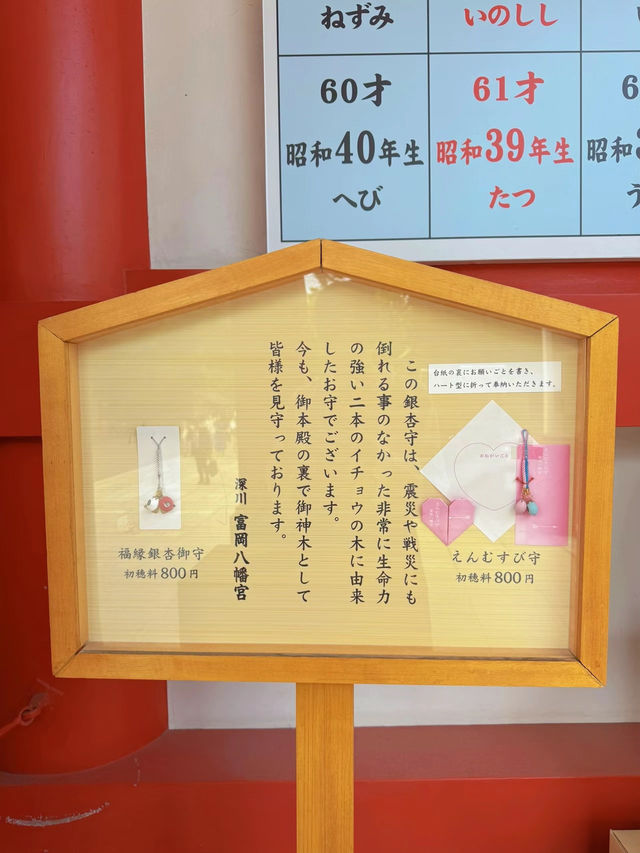 ねずみ
いのしし
60才
昭和40年生
へび
61才
昭和39年生
たつ
台紙の裏にお願いごとを書き、
ハート型に折って奉納いただきます。
えんむすび守
初穂料800円
この銀杏守は、震災や戦災にも
倒れる事のなかった非常に生命力
の強い二本のイチョウの木に由来
したお守でございます。
今も、御本殿の裏で御神木として
皆様を見守っております。
深川 富岡八幡宮
福縁銀杏御守
初穂料800円